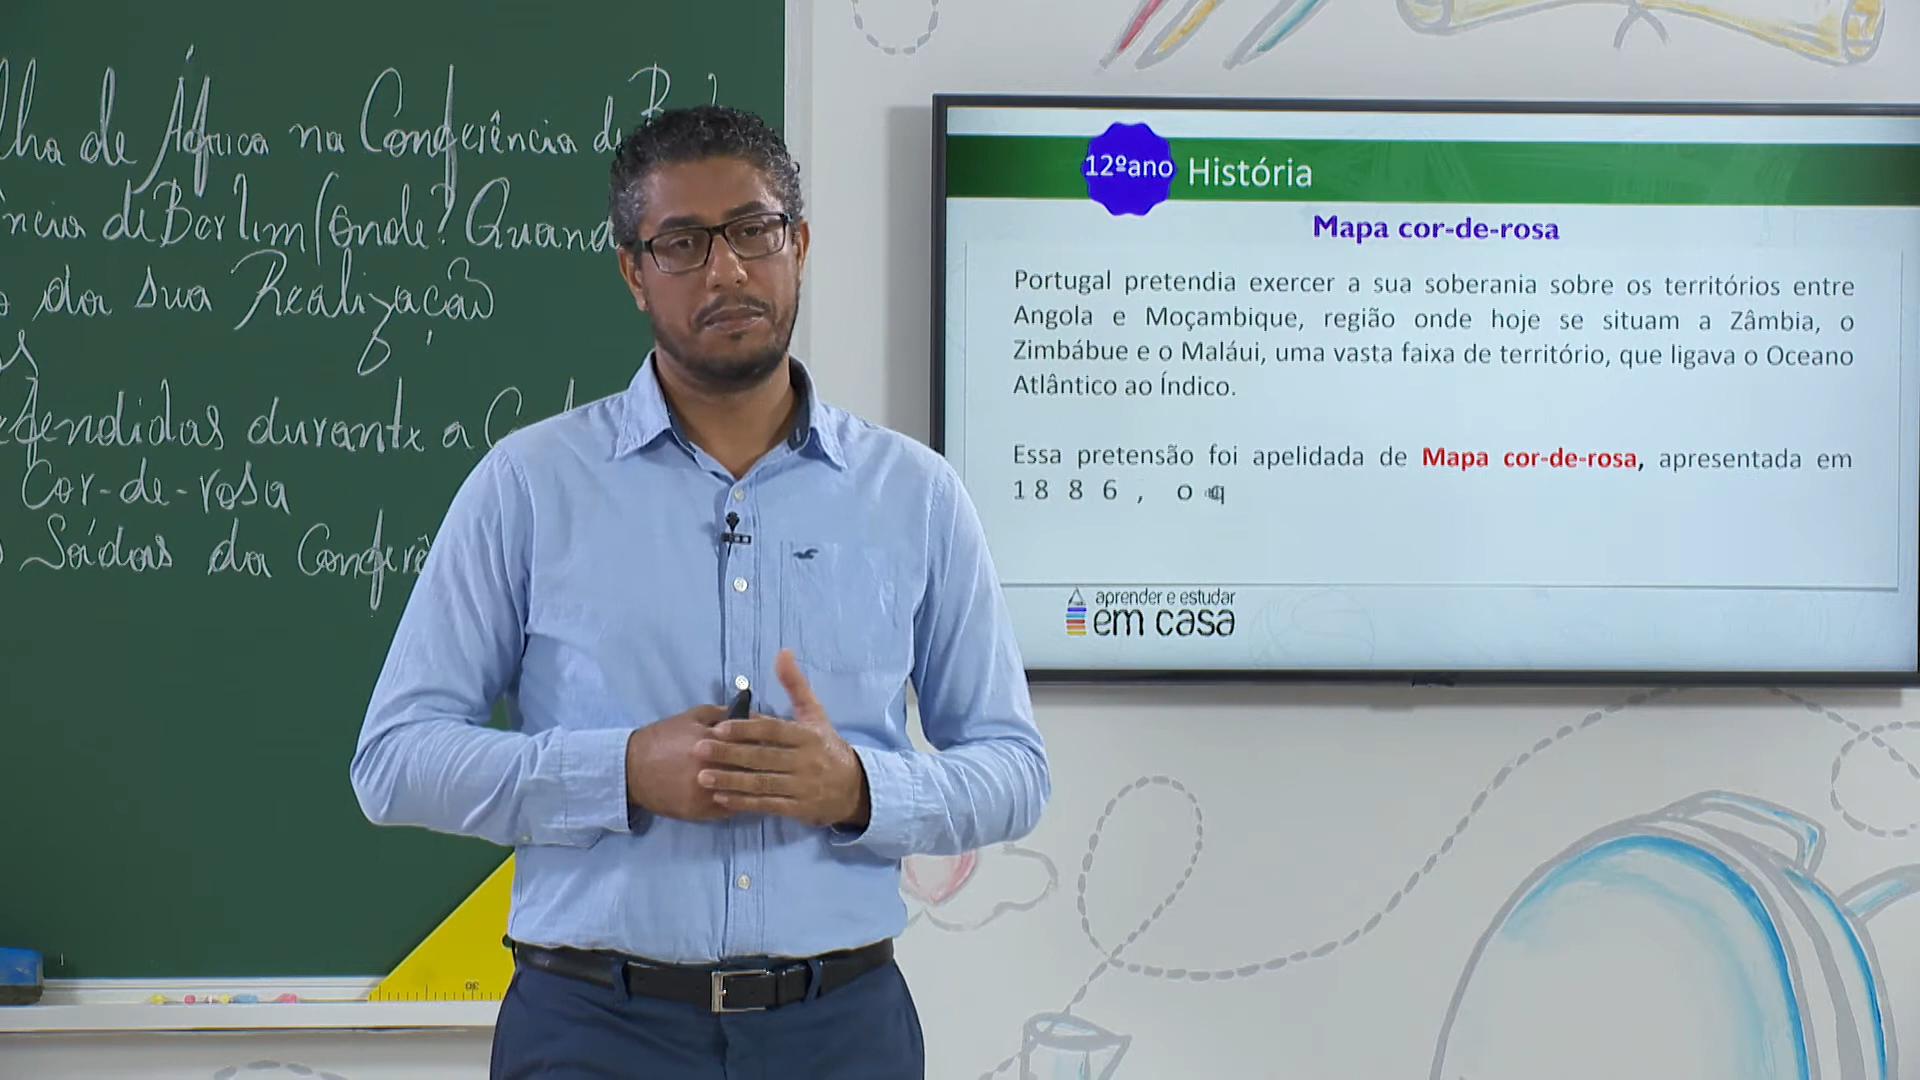 lha de África na Conferência de
ncia de Berlim (onde? Quand
da sua Realização
efendidas durante a
Cor-de-rosa
Saídas da Conferê
12ºano História
Mapa cor-de-rosa
Portugal pretendia exercer a sua soberania sobre os territórios entre
Angola e Moçambique, região onde hoje se situam a Zâmbia, o
Zimbábue e o Maláui, uma vasta faixa de território, que ligava o Oceano
Atlântico ao Índico.
Essa pretensão foi apelidada de Mapa cor-de-rosa, apresentada em
1886, o q
aprender e estudar
em casa
30